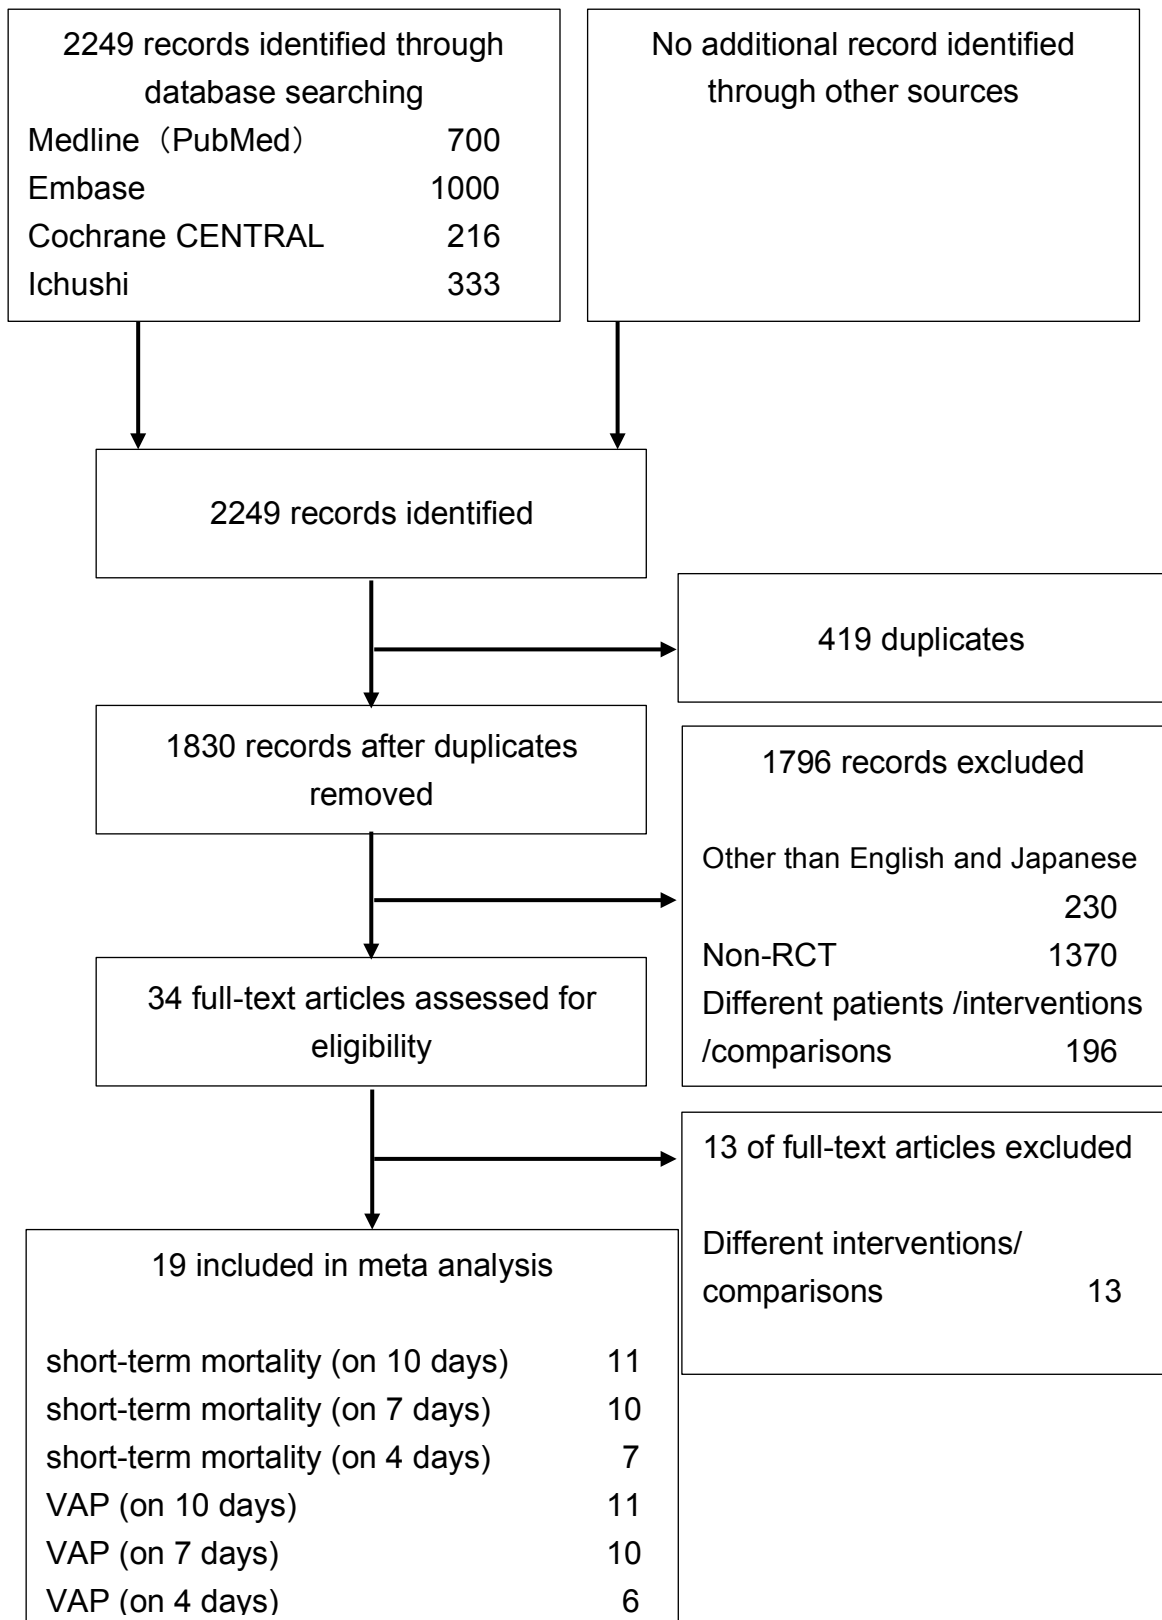 2249 records identified through
database searching
Medline（PubMed） 700
Embase 1000
Cochrane CENTRAL 216
Ichushi 333
No additional record identified
through other sources
2249 records identified
419 duplicates
1830 records after duplicates
removed
1796 records excluded
Other than English and Japanese
230
Non-RCT 1370
Different patients /interventions
/comparisons 196
34 full-text articles assessed for
eligibility
13 of full-text articles excluded
Different interventions/
comparisons 13
19 included in meta analysis
short-term mortality (on 10 days) 11
short-term mortality (on 7 days) 10
short-term mortality (on 4 days) 7
VAP (on 10 days) 11
VAP (on 7 days) 10
VAP (on 4 days) 6